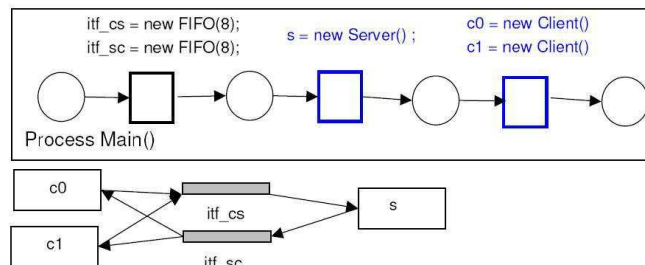 itf_cs = new FIFO(8);
itf_sc = new FIFO(8);
s = new Server() ;
c0 = new Client()
c1 = new Client()
Process Main()
c0
itf_cs
s
c1
itf_sc